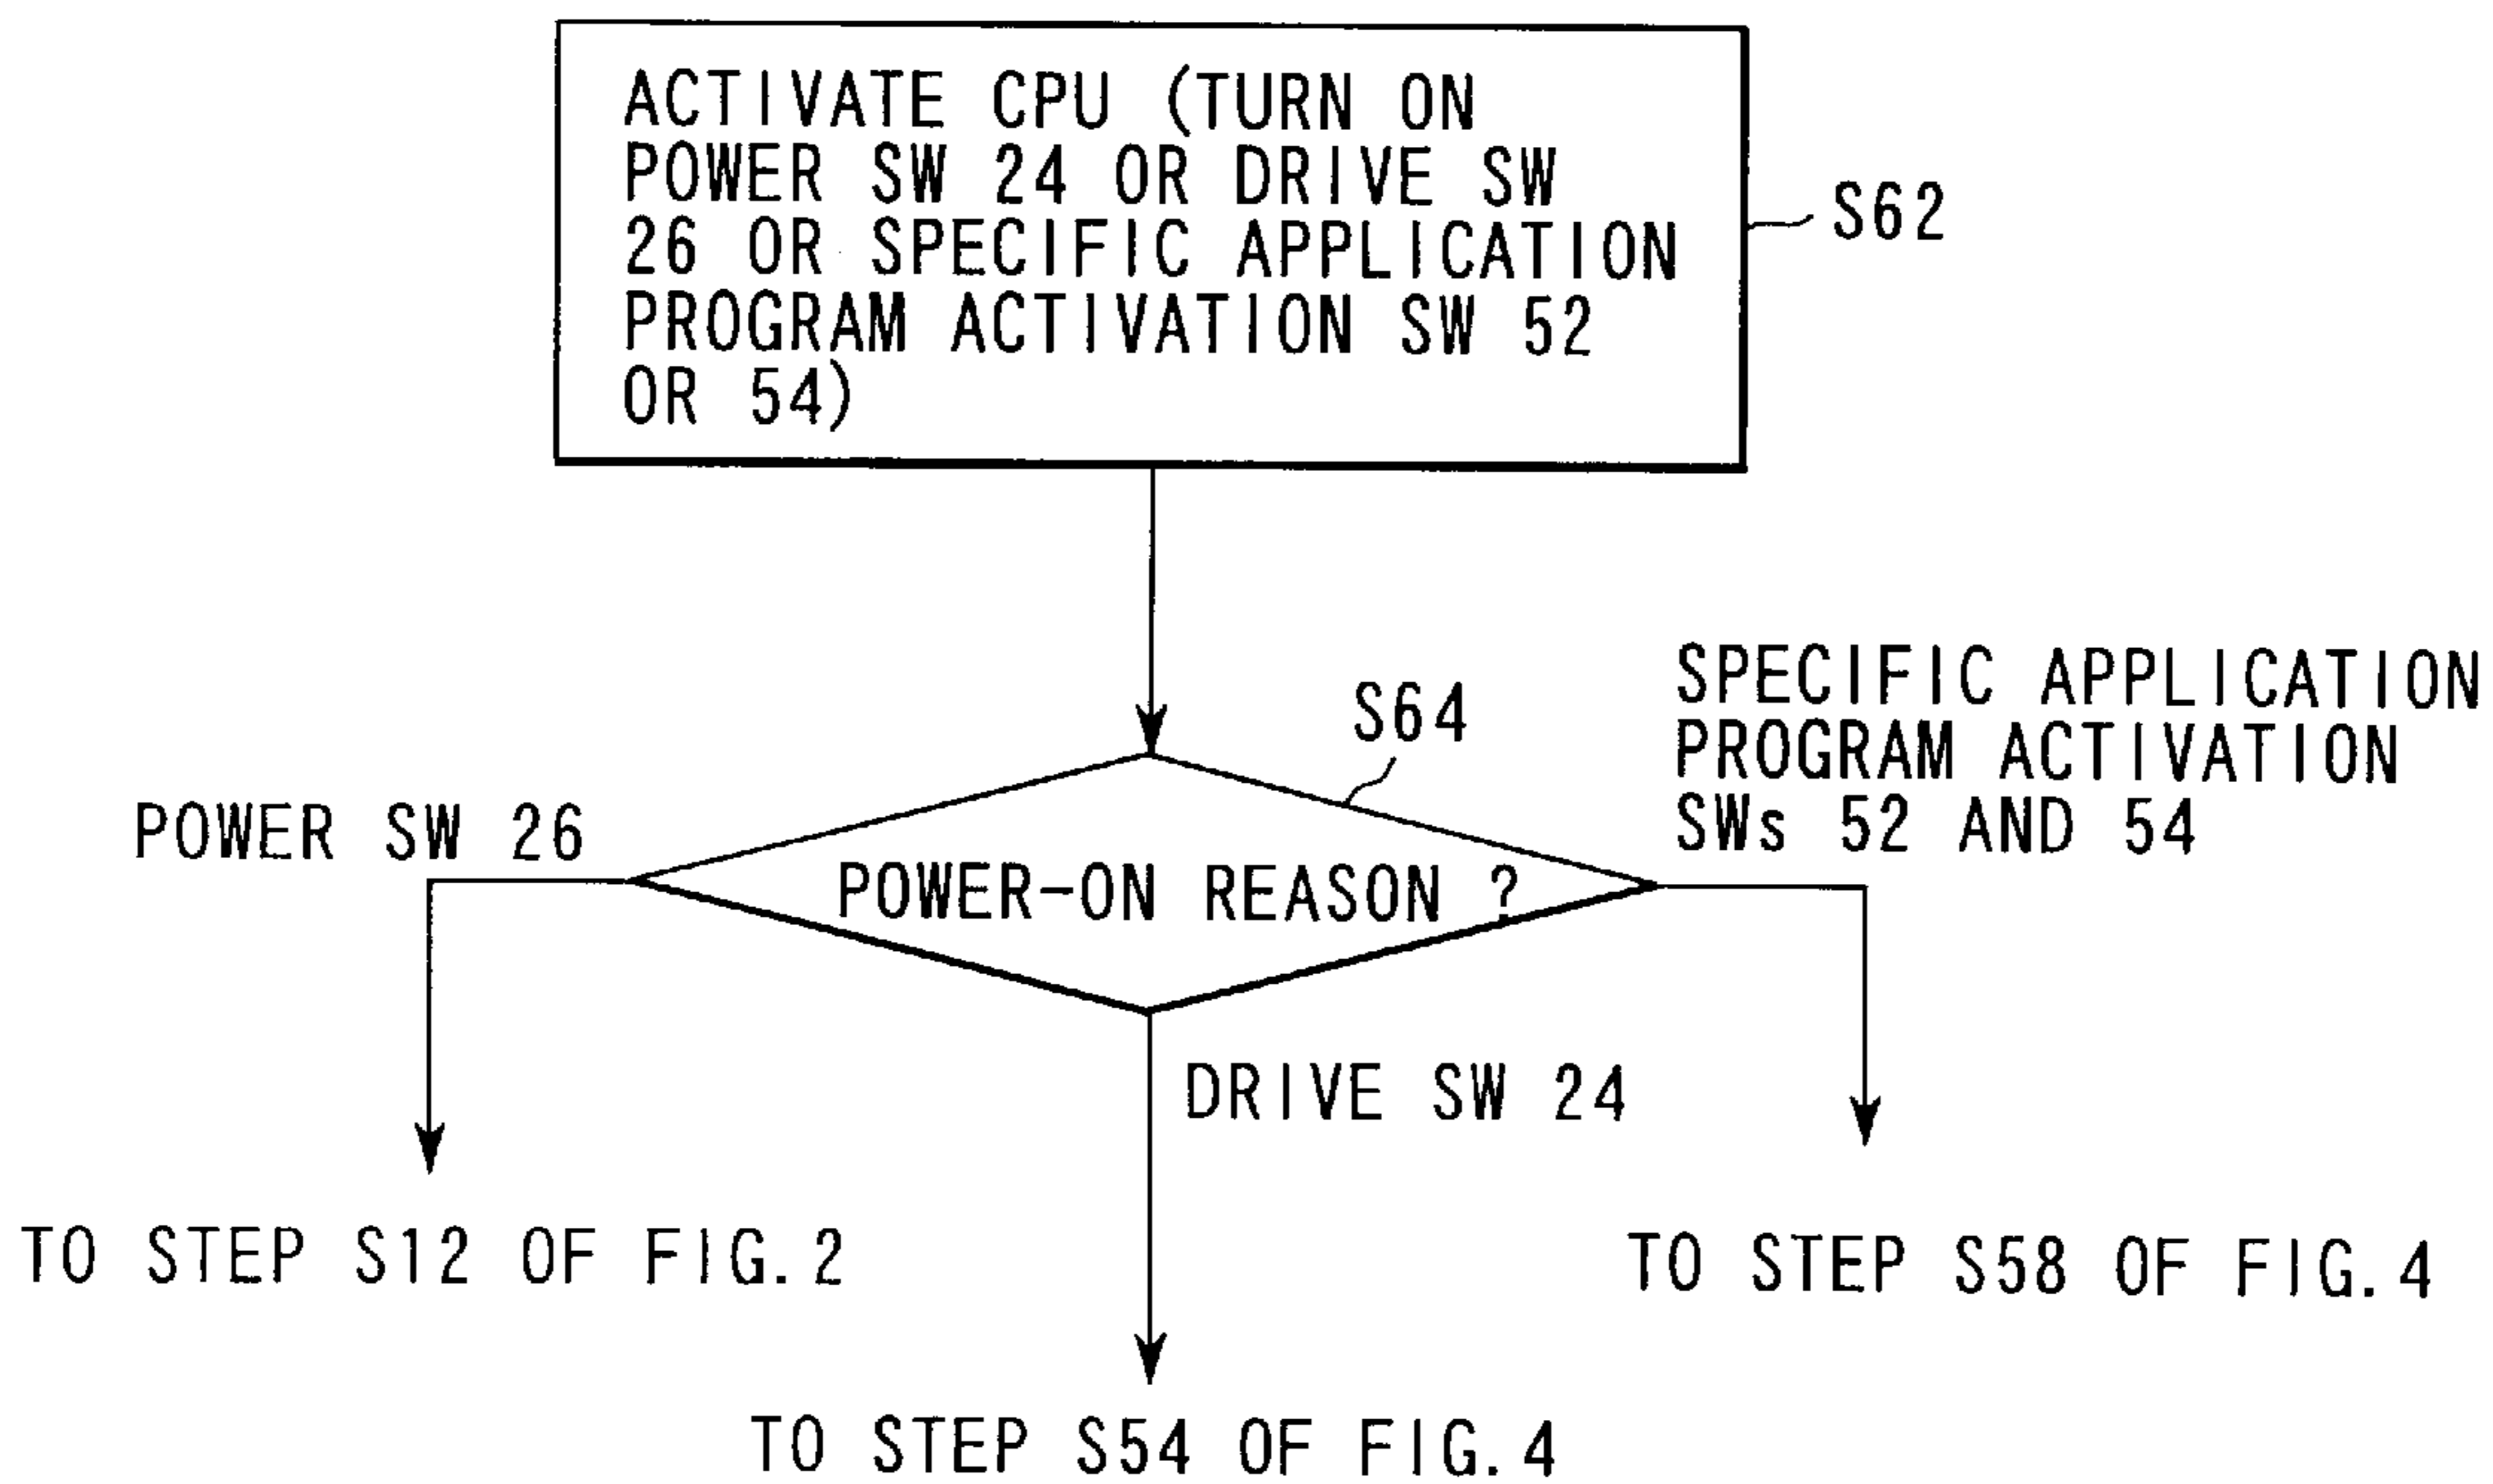 ACTIVATE CPU (TURN ON
POWER SW 24 OR DRIVE SW
26 OR SPECIFIC APPLICATION
PROGRAM ACTIVATION SW 52
OR 54)
S62
S64
SPECIFIC APPLICATION
PROGRAM ACTIVATION
SWs 52 AND 54
POWER SW 26
POWER-ON REASON ?
DRIVE SW 24
TO STEP S12 OF FIG. 2
TO STEP S58 OF FIG. 4
TO STEP S54 OF FIG. 4